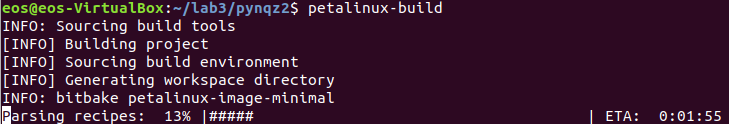 eos@eos-VirtualBox:~/lab3/pynqz2$ petalinux-build
INFO: Sourcing build tools
[INFO] Building project
[INFO] Sourcing build environment
[INFO] Generating workspace directory
INFO: bitbake petalinux-image-minimal
Parsing recipes:  13% |#####                                          | ETA:  0:01:55